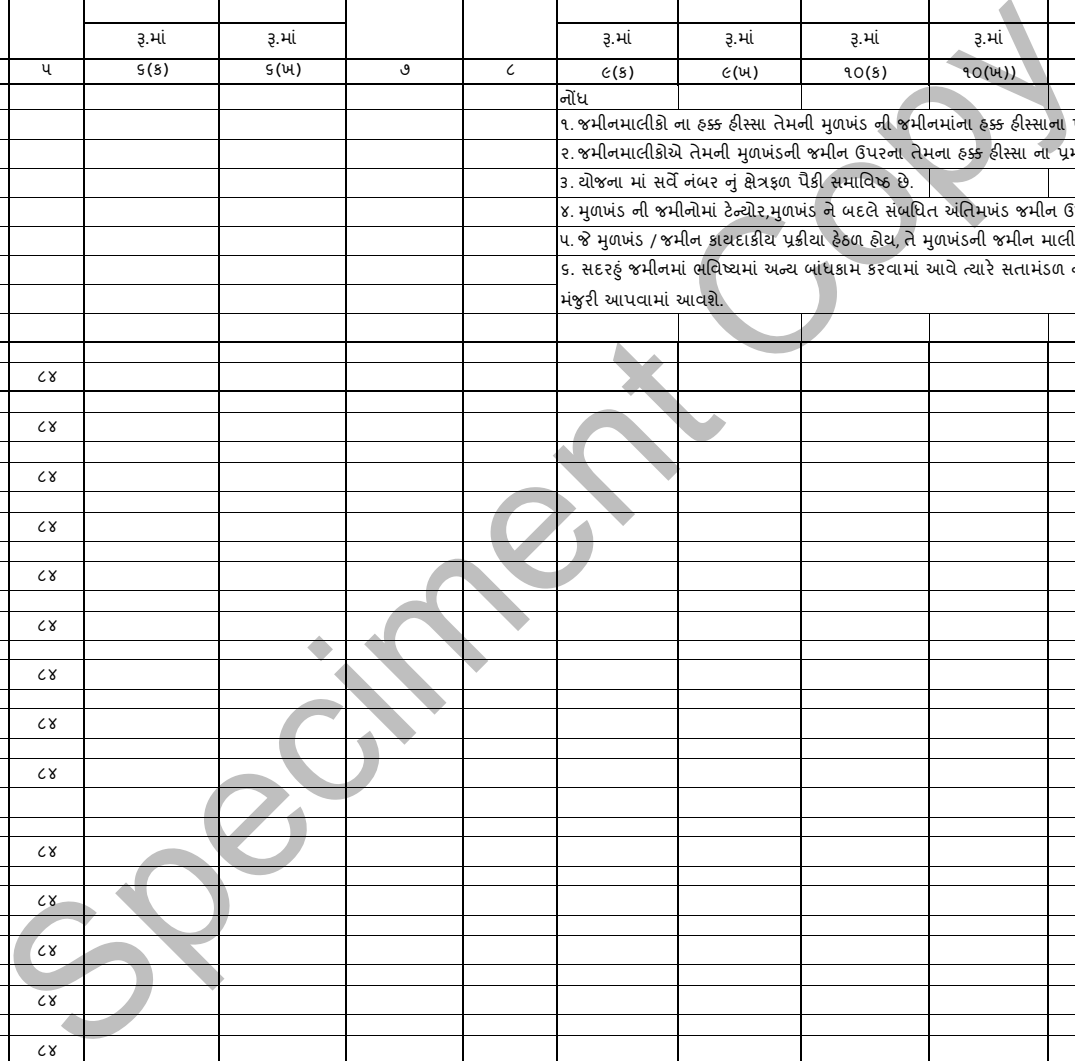 રૂ.માં રૂ.માં રૂ.માં રૂ.માં રૂ.માં રૂ.માં
૫ ૬(ક) ૬(ખ) ૭ ૮ ૯(ક) ૯(ખ) ૧૦(ક) ૧૦(ખ))
નોંધ
૧. જમીનમાલીકો ના હક્ક હીસ્સા તેમની મુળખંડ ની જમીનમાંના હક્ક હીસ્સાના
૨. જમીનમાલીકોએ તેમની મુળખંડની જમીન ઉપરના તેમના હક્ક હીસ્સા ના
૩. યોજના માં સર્વે નંબર નું ક્ષેત્રફળ પૈકી સમાવિષ્ઠ છે.
૪. મુળખંડ ની જમીનોમાં ટેન્યોર,મુળખંડ ને બદલે સંબધિત અંતિમખંડ જમીન
૫. જે મુળખંડ / જમીન કાયદાકીય પ્રક્રીયા હેઠળ હોય, તે મુળખંડની જમીન
૬. સદરહું જમીનમાં ભવિષ્યમાં અન્ય બાંધકામ કરવામાં આવે ત્યારે સતામંડળ
મંજુરી આપવામાં આવશે.
૮૪
૮૪
૮૪
૮૪
૮૪
૮૪
૮૪
૮૪
૮૪
૮૪
૮૪
૮૪
૮૪
૮૪
Speciment Copy